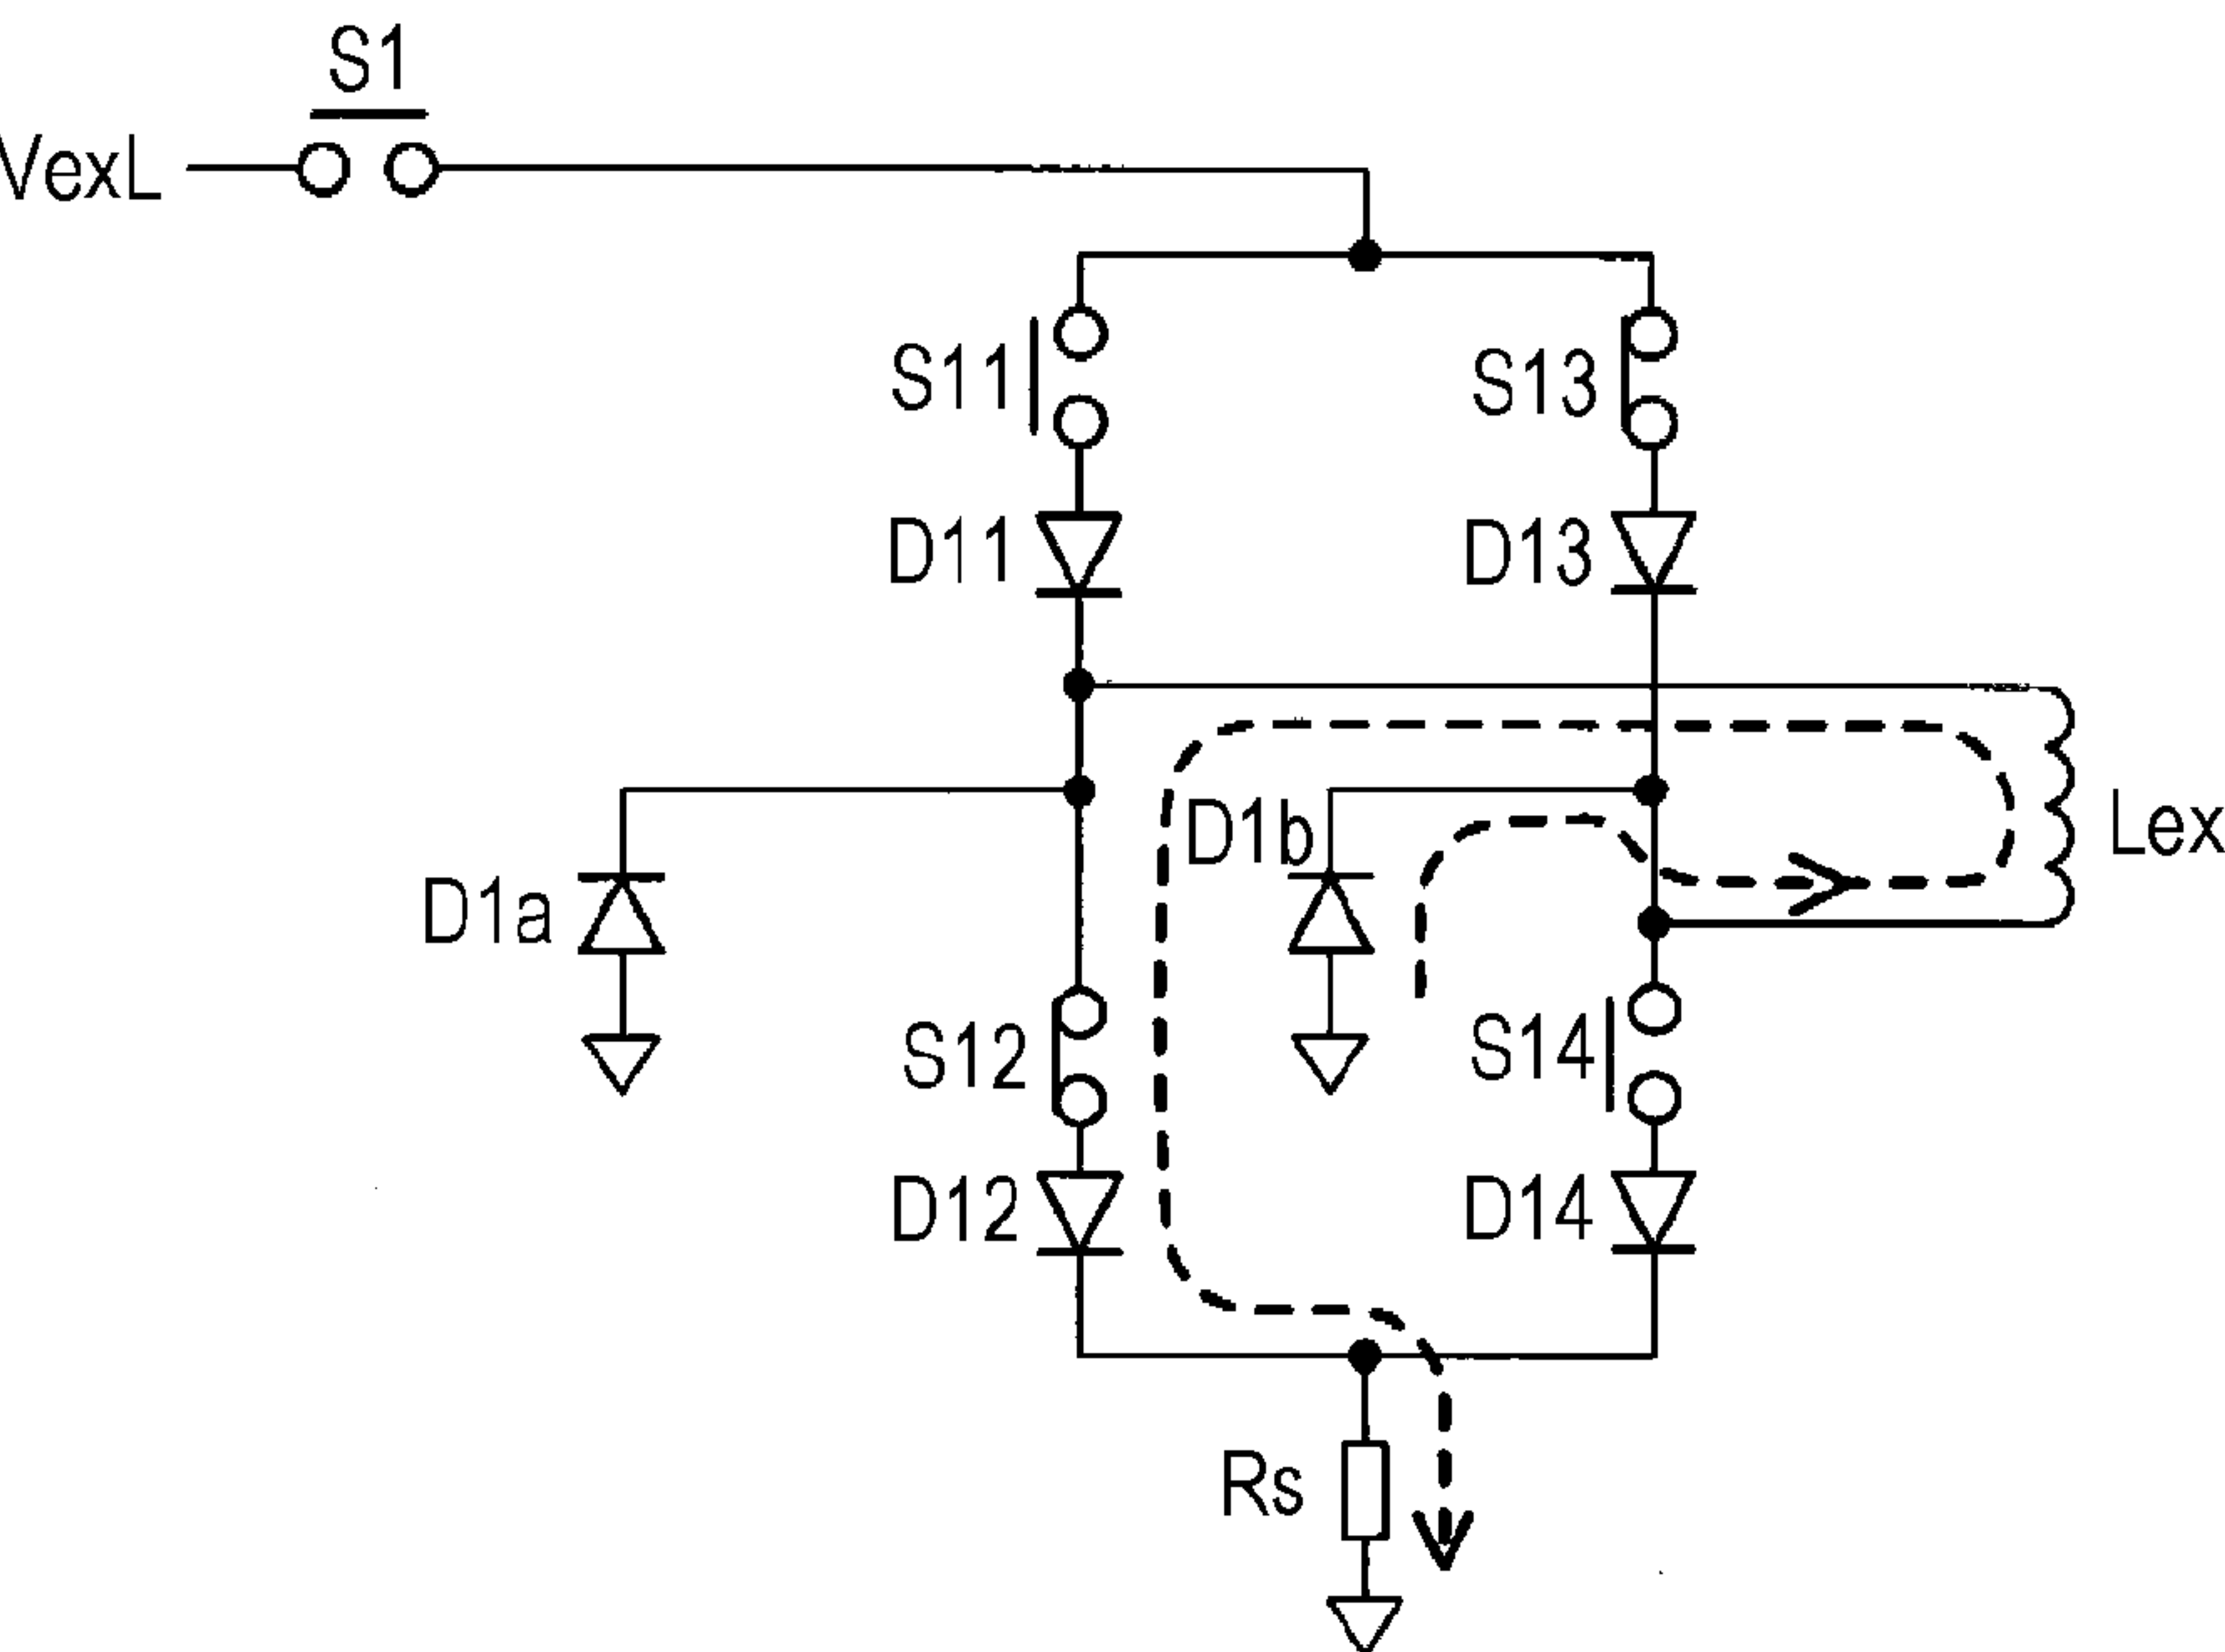 S1
VexL
S11
S13
D11
D13
D1b
Lex
D1a
S12
S14
D12
D14
Rs